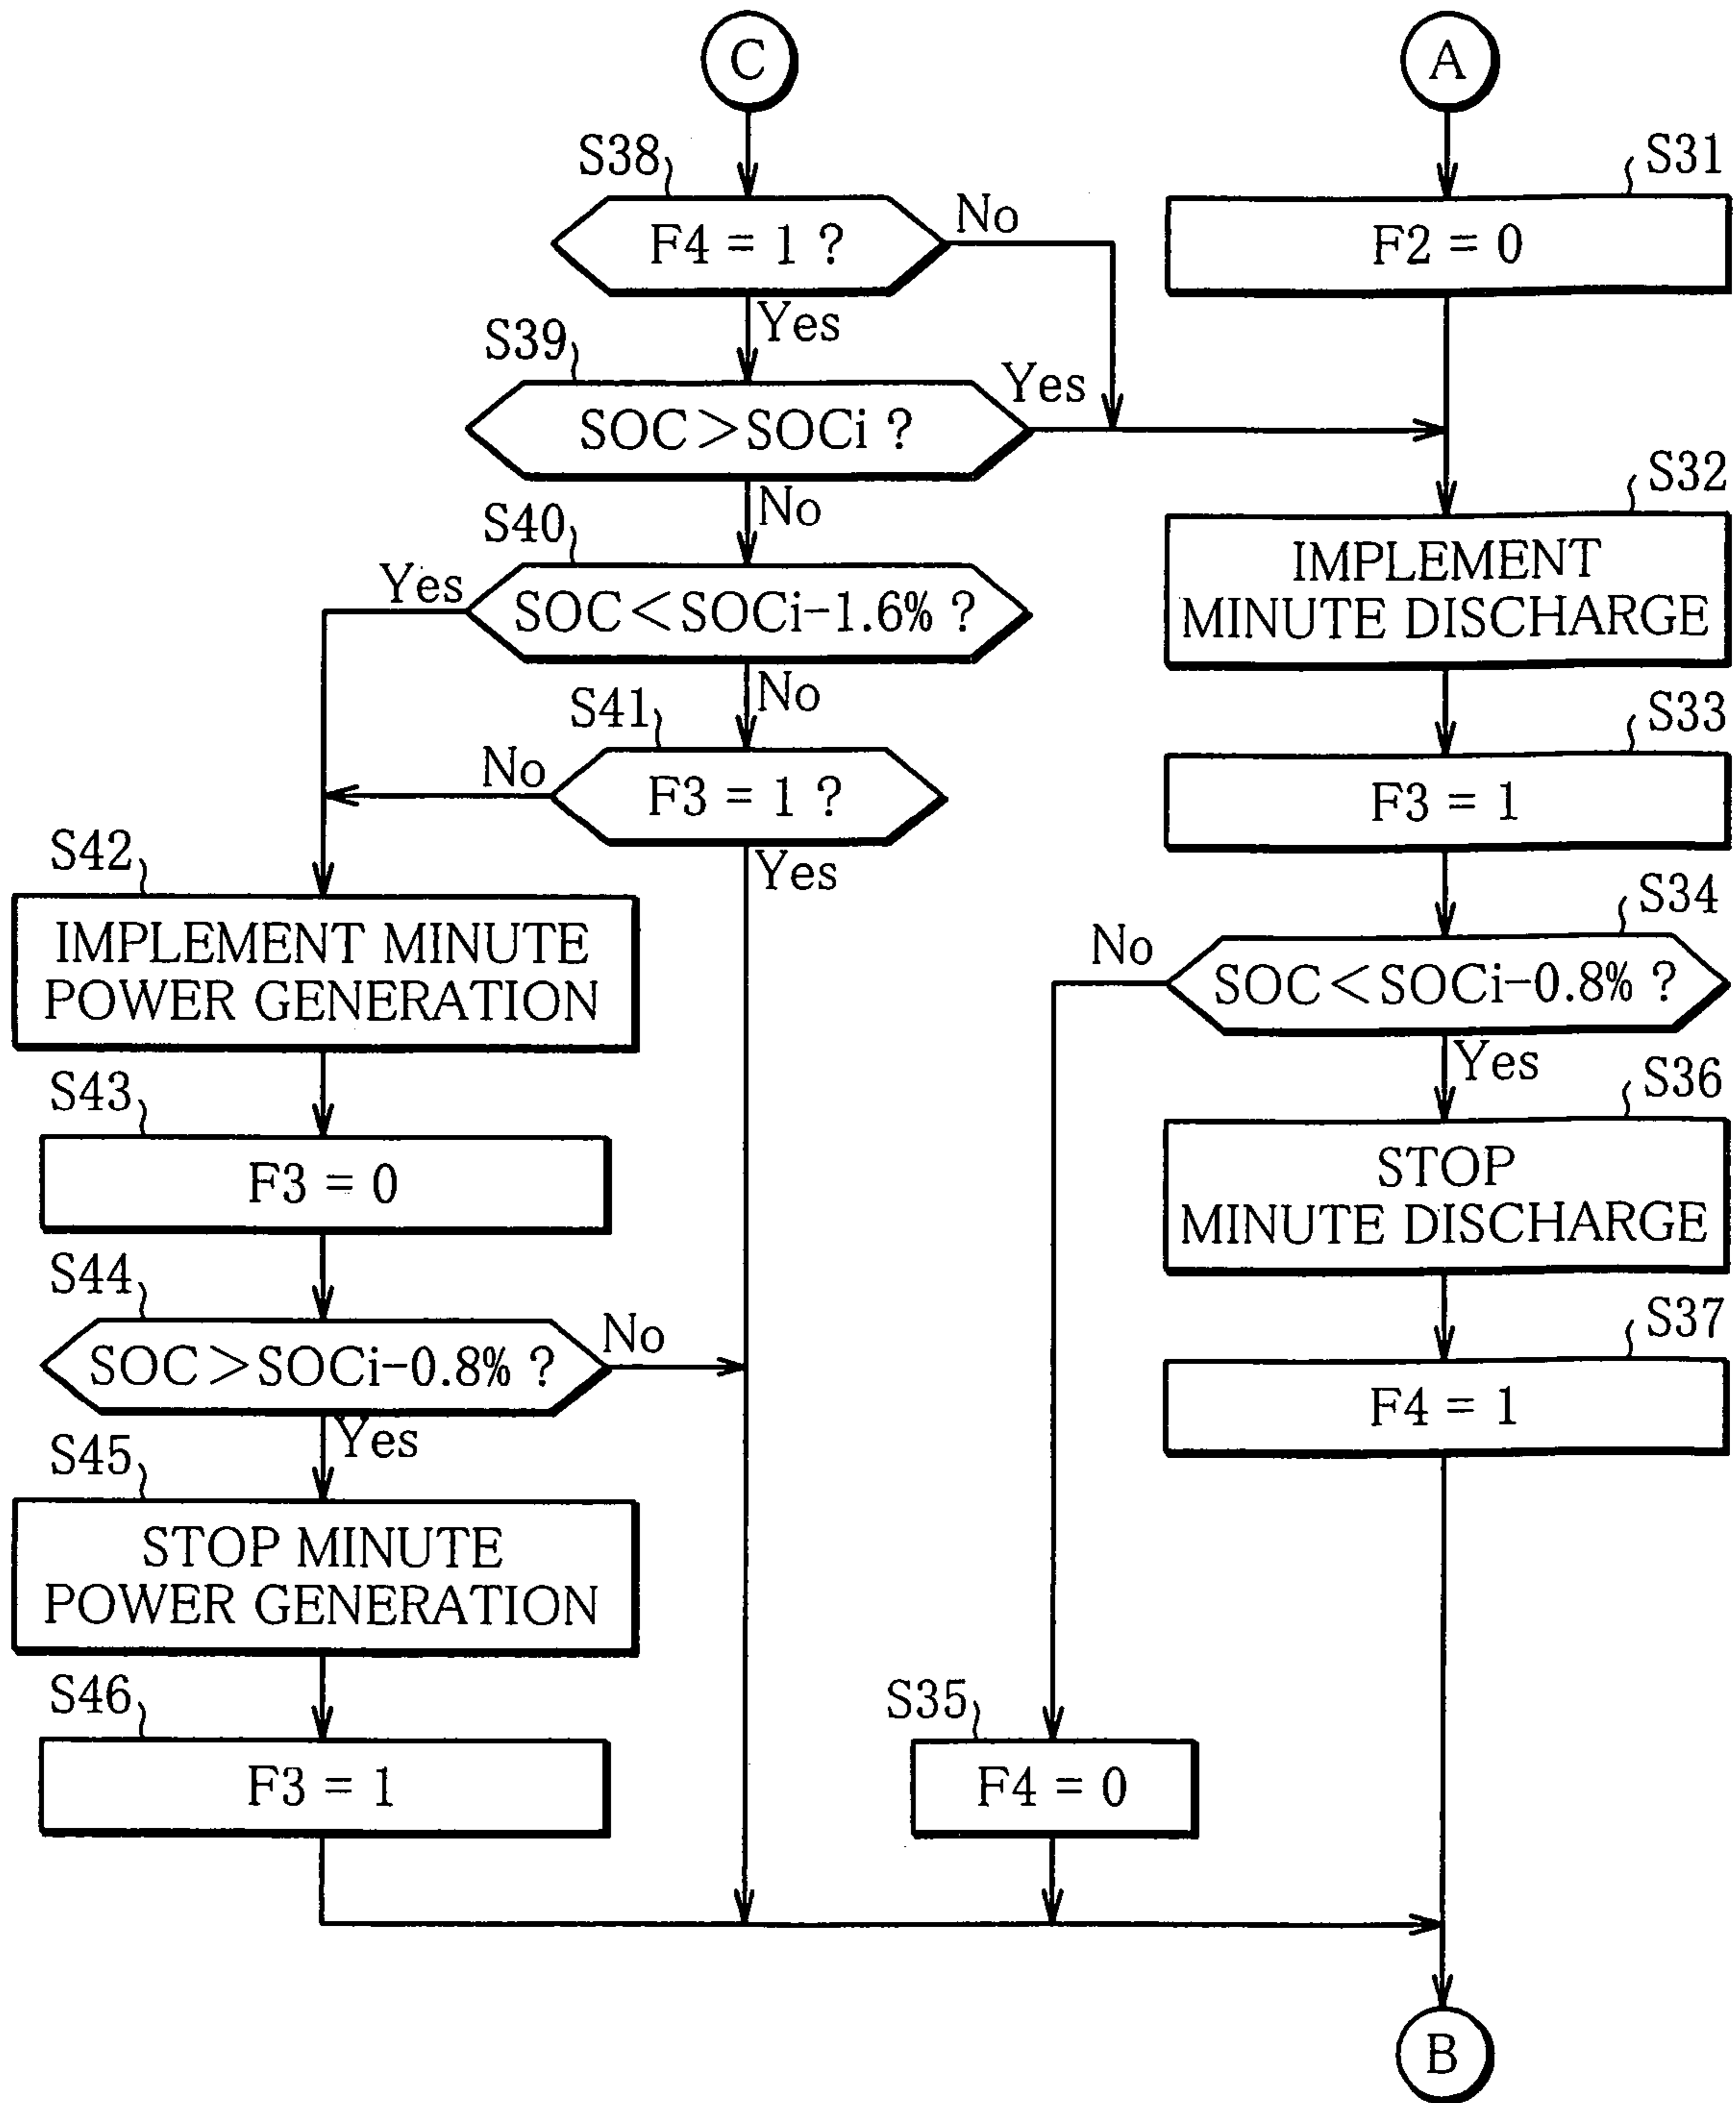 C
A
S38
F4 = 1 ?
No
Yes
S39
SOC>SOCi ?
Yes
No
S40
SOC<SOCi-1.6% ?
Yes
No
S41
F3 = 1 ?
No
Yes
S42
IMPLEMENT MINUTE
POWER GENERATION
S43
F3 = 0
S44
SOC>SOCi-0.8% ?
No
Yes
S45
STOP MINUTE
POWER GENERATION
S46
F3 = 1
S31
F2 = 0
S32
IMPLEMENT
MINUTE DISCHARGE
S33
F3 = 1
S34
SOC<SOCi-0.8% ?
No
Yes
S36
STOP
MINUTE DISCHARGE
S37
F4 = 1
S35
F4 = 0
B